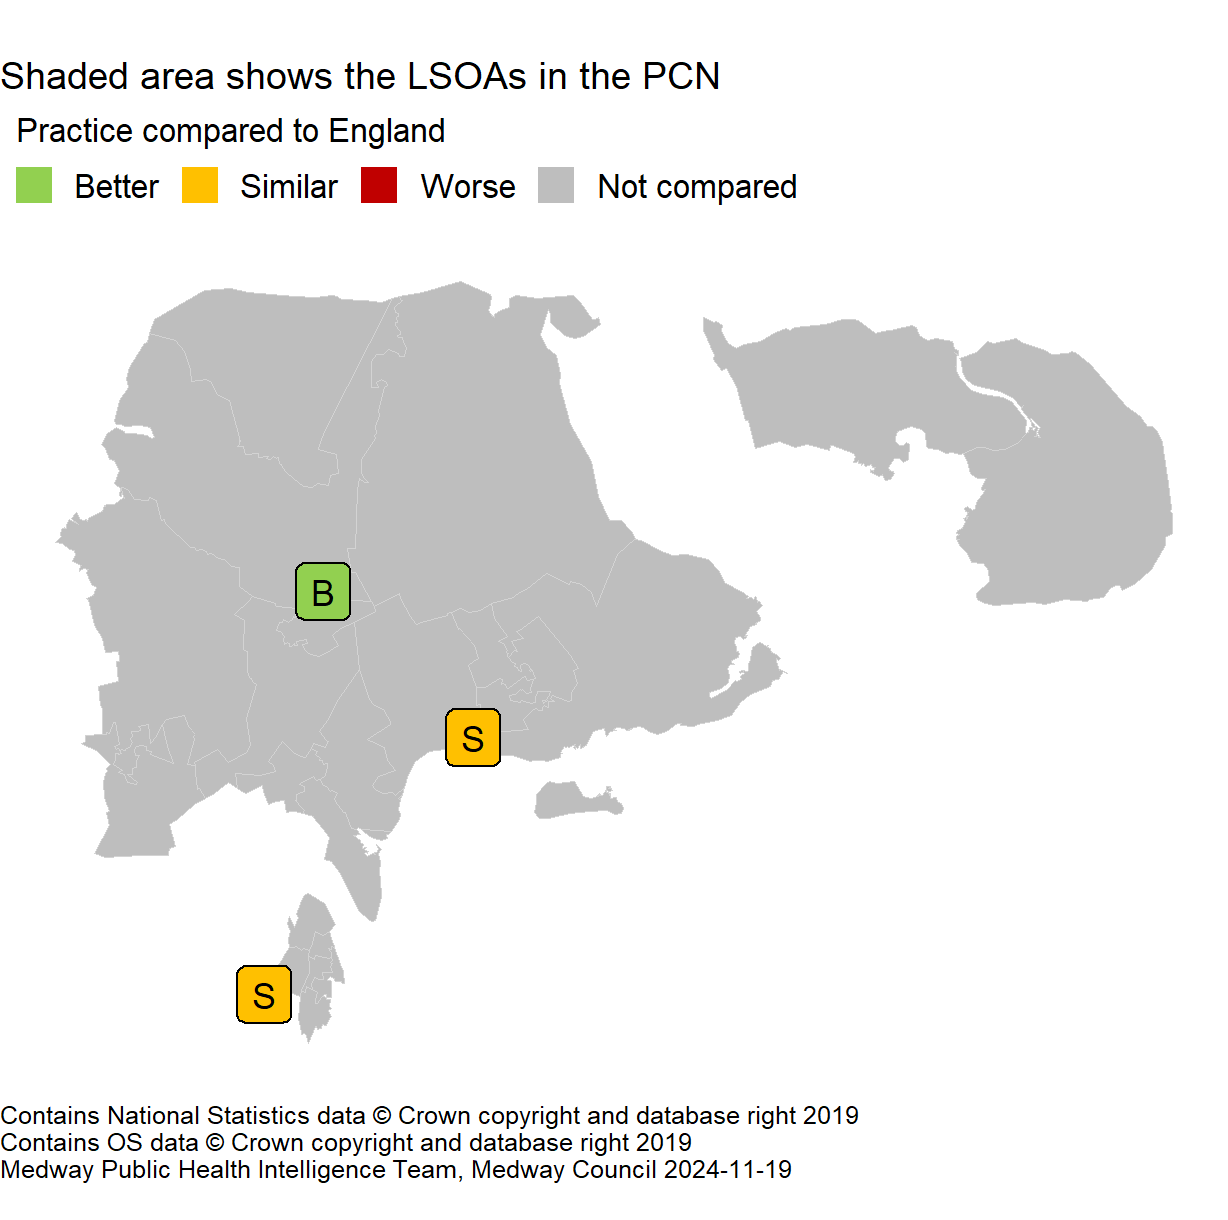 Shaded area shows the LSOAs in the PCN
Practice compared to England
Better Similar Worse Not compared
B
S
S
Contains National Statistics data © Crown copyright and database right 2019
Contains OS data © Crown copyright and database right 2019
Medway Public Health Intelligence Team, Medway Council 2024-11-19